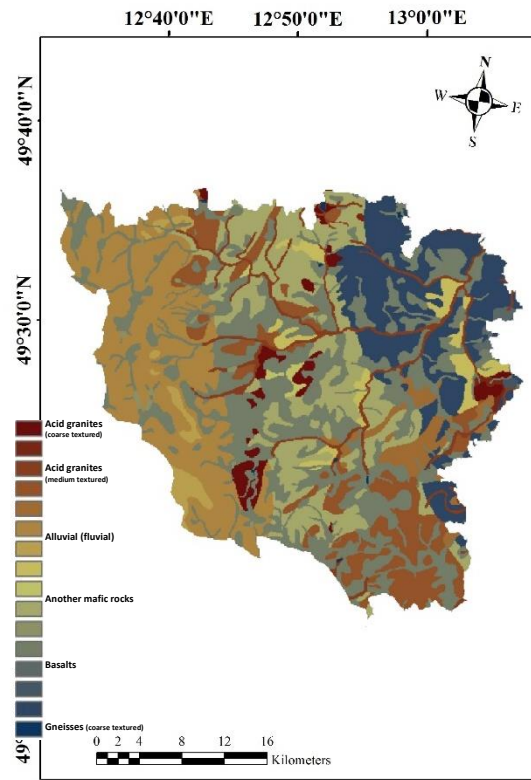 12°40'0"E 12°50'0"E 13°0'0"E
N
W E
S
49°40'0"N
49°30'0"N
Acid granites
(coarse textured)
Acid granites
(medium textured)
Alluvial (fluvial)
Another mafic rocks
Basalts
Gneisses (coarse textured)
49°
0 2 4 8 12 16
Kilometers